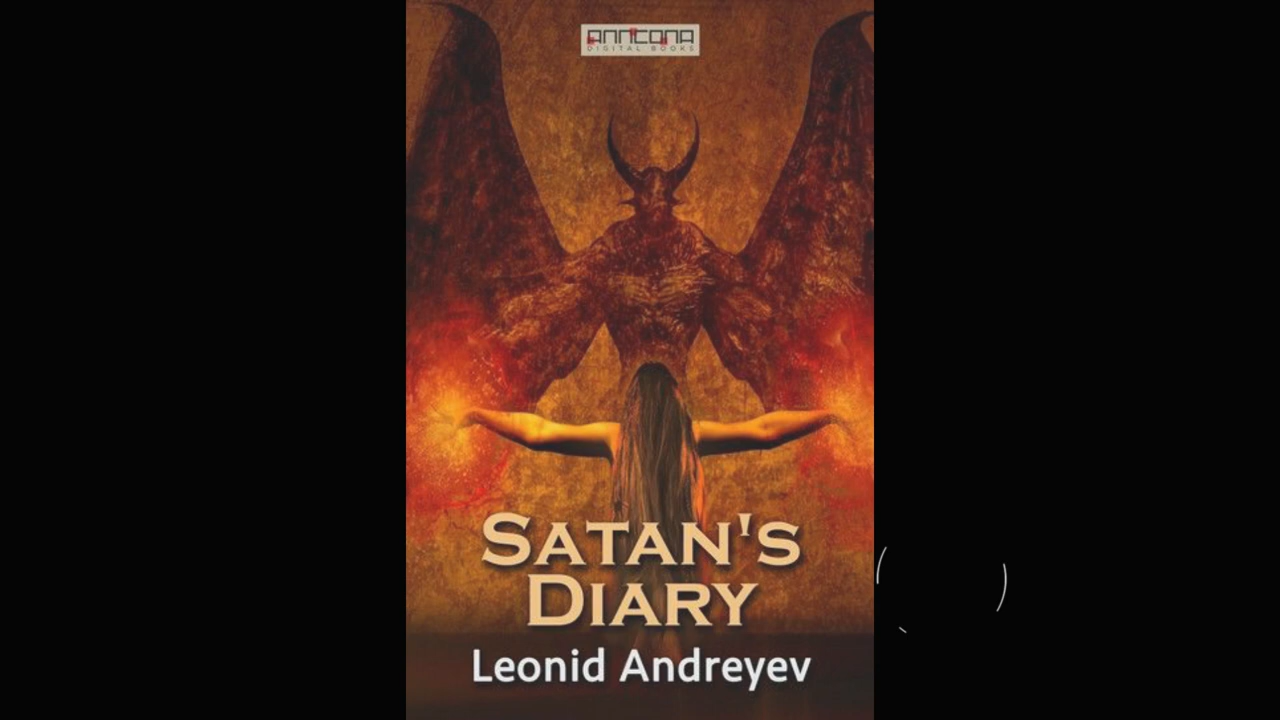 ANNCONA
DIGITAL BOOKS
SATAN'S
DIARY
Leonid Andreyev